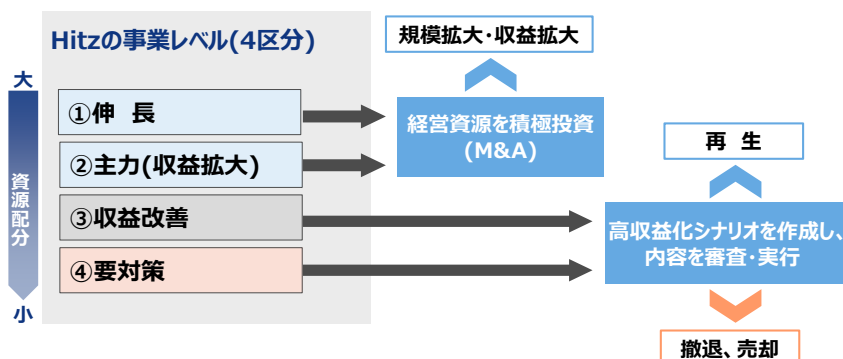 Hitzの事業レベル(4区分)
大
資源配分
小
①伸 長
②主力(収益拡大)
③収益改善
④要対策
規模拡大・収益拡大
経営資源を積極投資
(M&A)
再 生
高収益化シナリオを作成し、
内容を審査・実行
撤退、売却